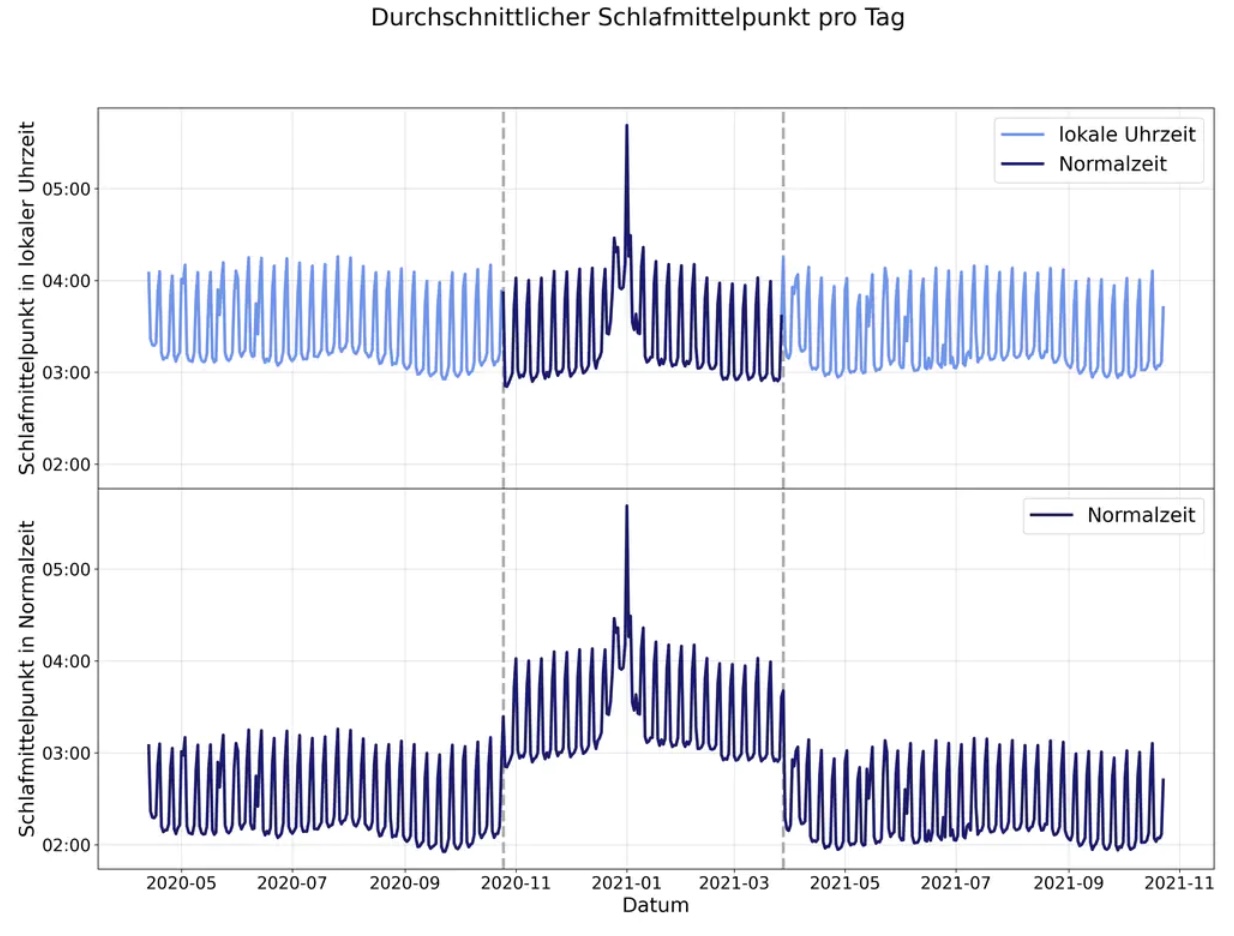 Durchschnittlicher Schlafmittelpunkt pro Tag
Schlafmittelpunkt in lokaler Uhrzeit
05:00
04:00
03:00
02:00
lokale Uhrzeit
Normalzeit
Schlafmittelpunkt in Normalzeit
05:00
04:00
03:00
02:00
Normalzeit
2020-05 2020-07 2020-09 2020-11 2021-01 2021-03 2021-05 2021-07 2021-09 2021-11
Datum